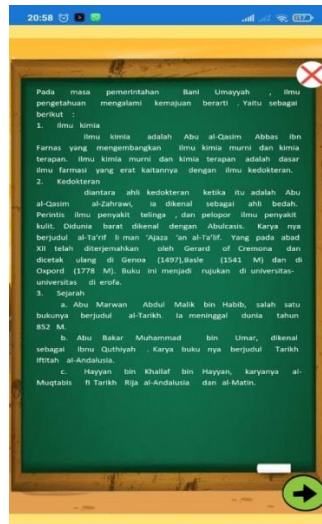 20:58
Pada masa pemerintahan Bani Umayyah , ilmu
pengetahuan mengalami kemajuan berarti . Yaitu sebagai
berikut :
1. Ilmu kimia
ilmu kimia adalah Abu al-Qasim Abbas ibn
Farnas yang mengembangkan ilmu kimia murni dan kimia
terapan. ilmu kimia murni dan kimia terapan adalah dasar
ilmu farmasi yang erat kaitannya dengan ilmu kedokteran.
2. Kedokteran
diantara ahli kedokteran ketika itu adalah Abu
al-Qasim al-Zahrawi, ia dikenal sebagai ahli bedah.
Perintis ilmu penyakit telinga , dan pelopor ilmu penyakit
kulit. Didunia barat dikenal dengan Abulcasis. Karya nya
berjudul al-Ta'rif li man 'Ajaza 'an al-Ta'lif. Yang pada abad
XII telah diterjemahkan oleh Gerard of Cremona dan
dicetak ulang di Genoa (1497),Basle (1541 M) dan di
Oxpord (1778 M). Buku ini menjadi rujukan di universitas-
universitas di erofa.
3. Sejarah
a. Abu Marwan Abdul Malik bin Habib, salah satu
bukunya berjudul al-Tarikh. Ia meninggal dunia tahun
852 M.
b. Abu Bakar Muhammad bin Umar, dikenal
sebagai Ibnu Quthiyah . Karya buku nya berjudul Tarikh
Iftitah al-Andalusia.
c. Hayyan bin Khallaf bin Hayyan, karyanya al-
Muqtabis fi Tarikh Rija al-Andalusia dan al-Matin.